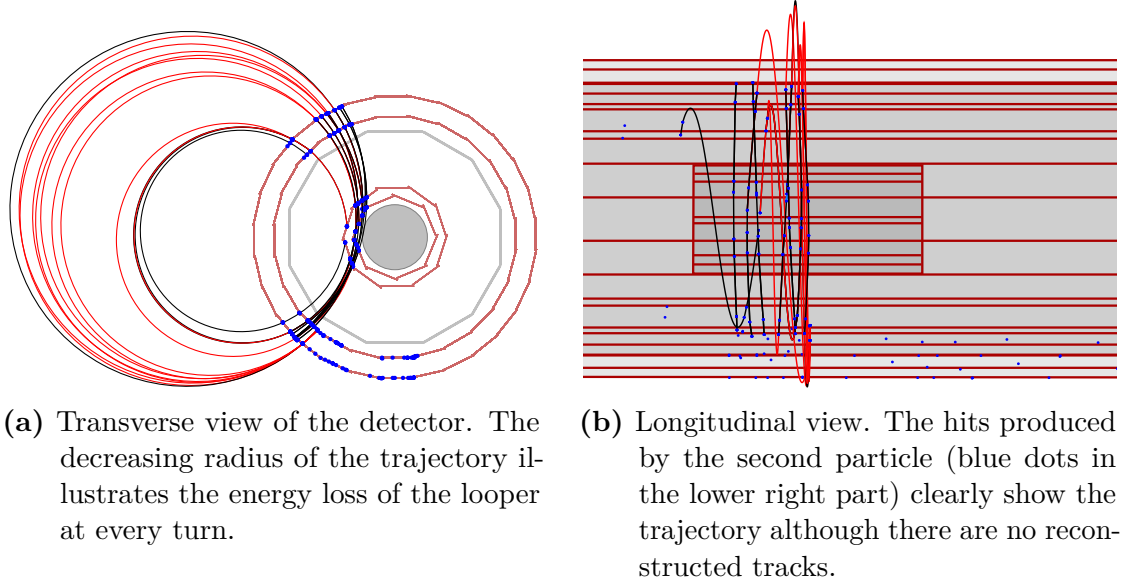 (a) Transverse view of the detector. The
decreasing radius of the trajectory il-
lustrates the energy loss of the looper
at every turn.
(b) Longitudinal view. The hits produced
by the second particle (blue dots in
the lower right part) clearly show the
trajectory although there are no recon-
structed tracks.